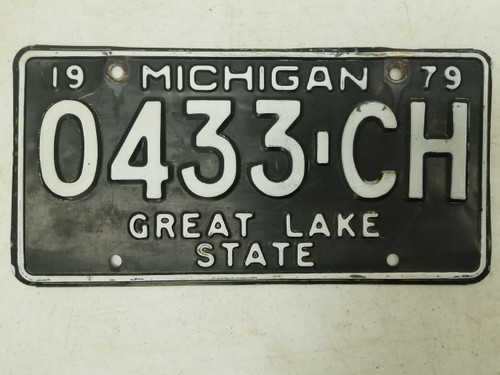 19 MICHIGAN 79
0433-CH
GREAT LAKE
STATE